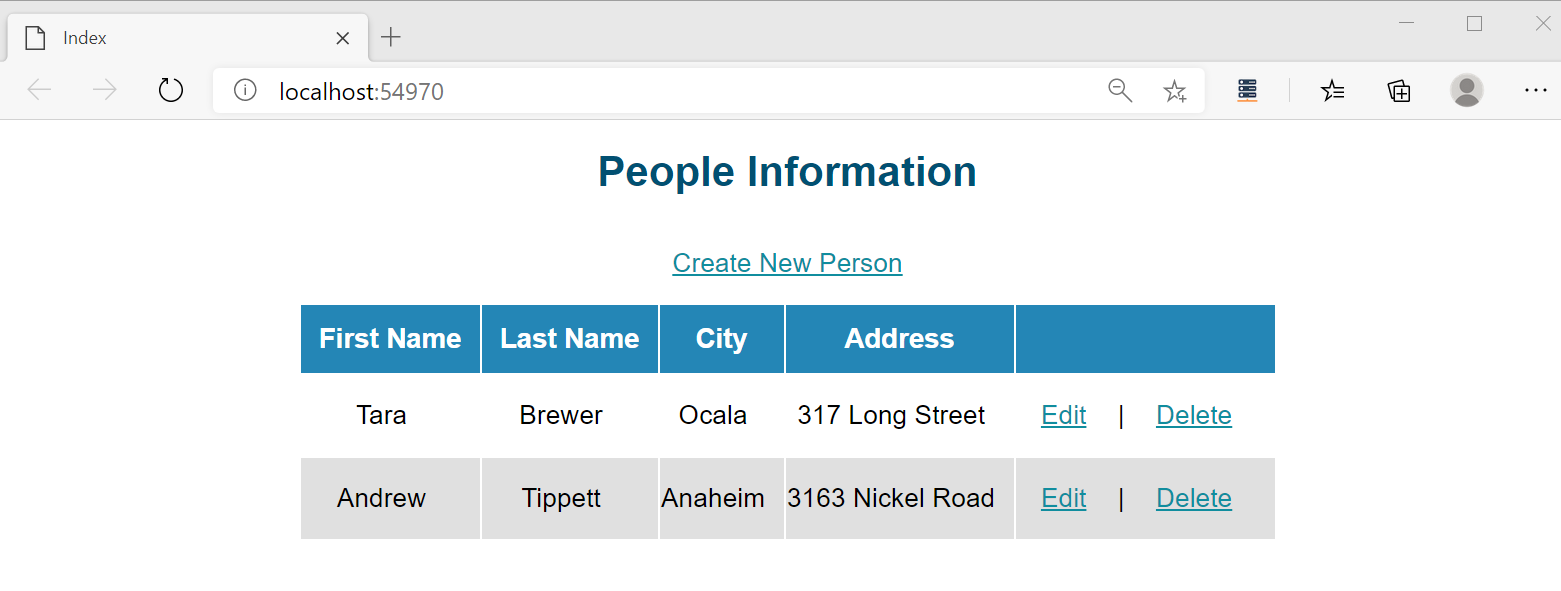 Index
localhost:54970
People Information
Create New Person
First Name Last Name City Address
Tara Brewer Ocala 317 Long Street Edit | Delete
Andrew Tippett Anaheim 3163 Nickel Road Edit | Delete